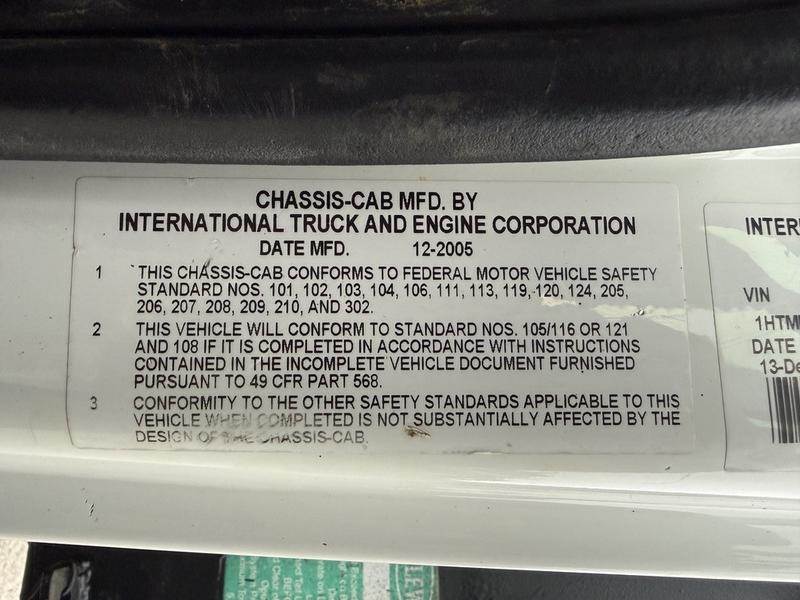 CHASSIS-CAB MFD. BY
INTERNATIONAL TRUCK AND ENGINE CORPORATION
DATE MFD. 12-2005
1 THIS CHASSIS-CAB CONFORMS TO FEDERAL MOTOR VEHICLE SAFETY
STANDARD NOS. 101, 102, 103, 104, 106, 111, 113, 119, 120, 124, 205,
206, 207, 208, 209, 210, AND 302.
2 THIS VEHICLE WILL CONFORM TO STANDARD NOS. 105/116 OR 121
AND 108 IF IT IS COMPLETED IN ACCORDANCE WITH INSTRUCTIONS
CONTAINED IN THE INCOMPLETE VEHICLE DOCUMENT FURNISHED
PURSUANT TO 49 CFR PART 568.
3 CONFORMITY TO THE OTHER SAFETY STANDARDS APPLICABLE TO THIS
VEHICLE WHEN COMPLETED IS NOT SUBSTANTIALLY AFFECTED BY THE
DESIGN OF THE CHASSIS-CAB.
INTER
VIN
1HTM
DATE
13-De